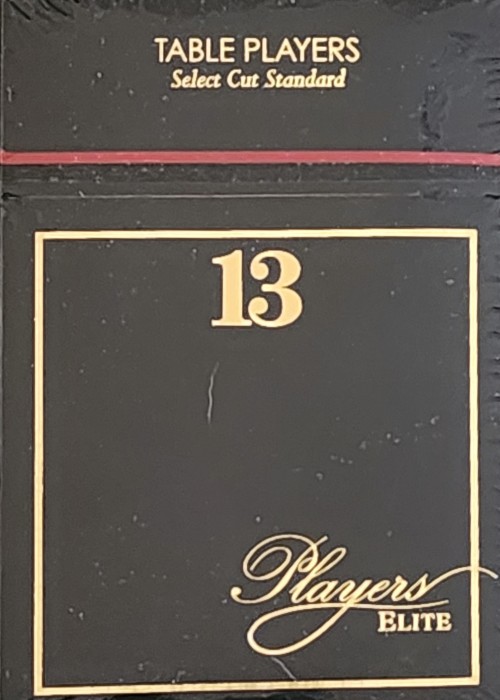 TABLE PLAYERS
Select Cut Standard
13
Players
ELITE